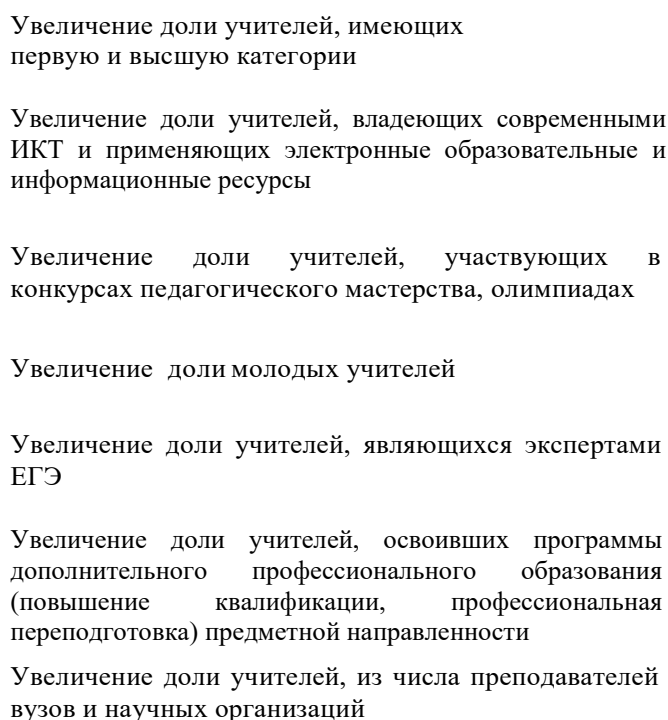 Увеличение доли учителей, имеющих
первую и высшую категории
Увеличение доли учителей, владеющих современными
ИКТ и применяющих электронные образовательные и
информационные ресурсы
Увеличение доли учителей, участвующих в
конкурсах педагогического мастерства, олимпиадах
Увеличение доли молодых учителей
Увеличение доли учителей, являющихся экспертами
ЕГЭ
Увеличение доли учителей, освоивших программы
дополнительного профессионального образования
(повышение квалификации, профессиональная
переподготовка) предметной направленности
Увеличение доли учителей, из числа преподавателей
вузов и научных организаций